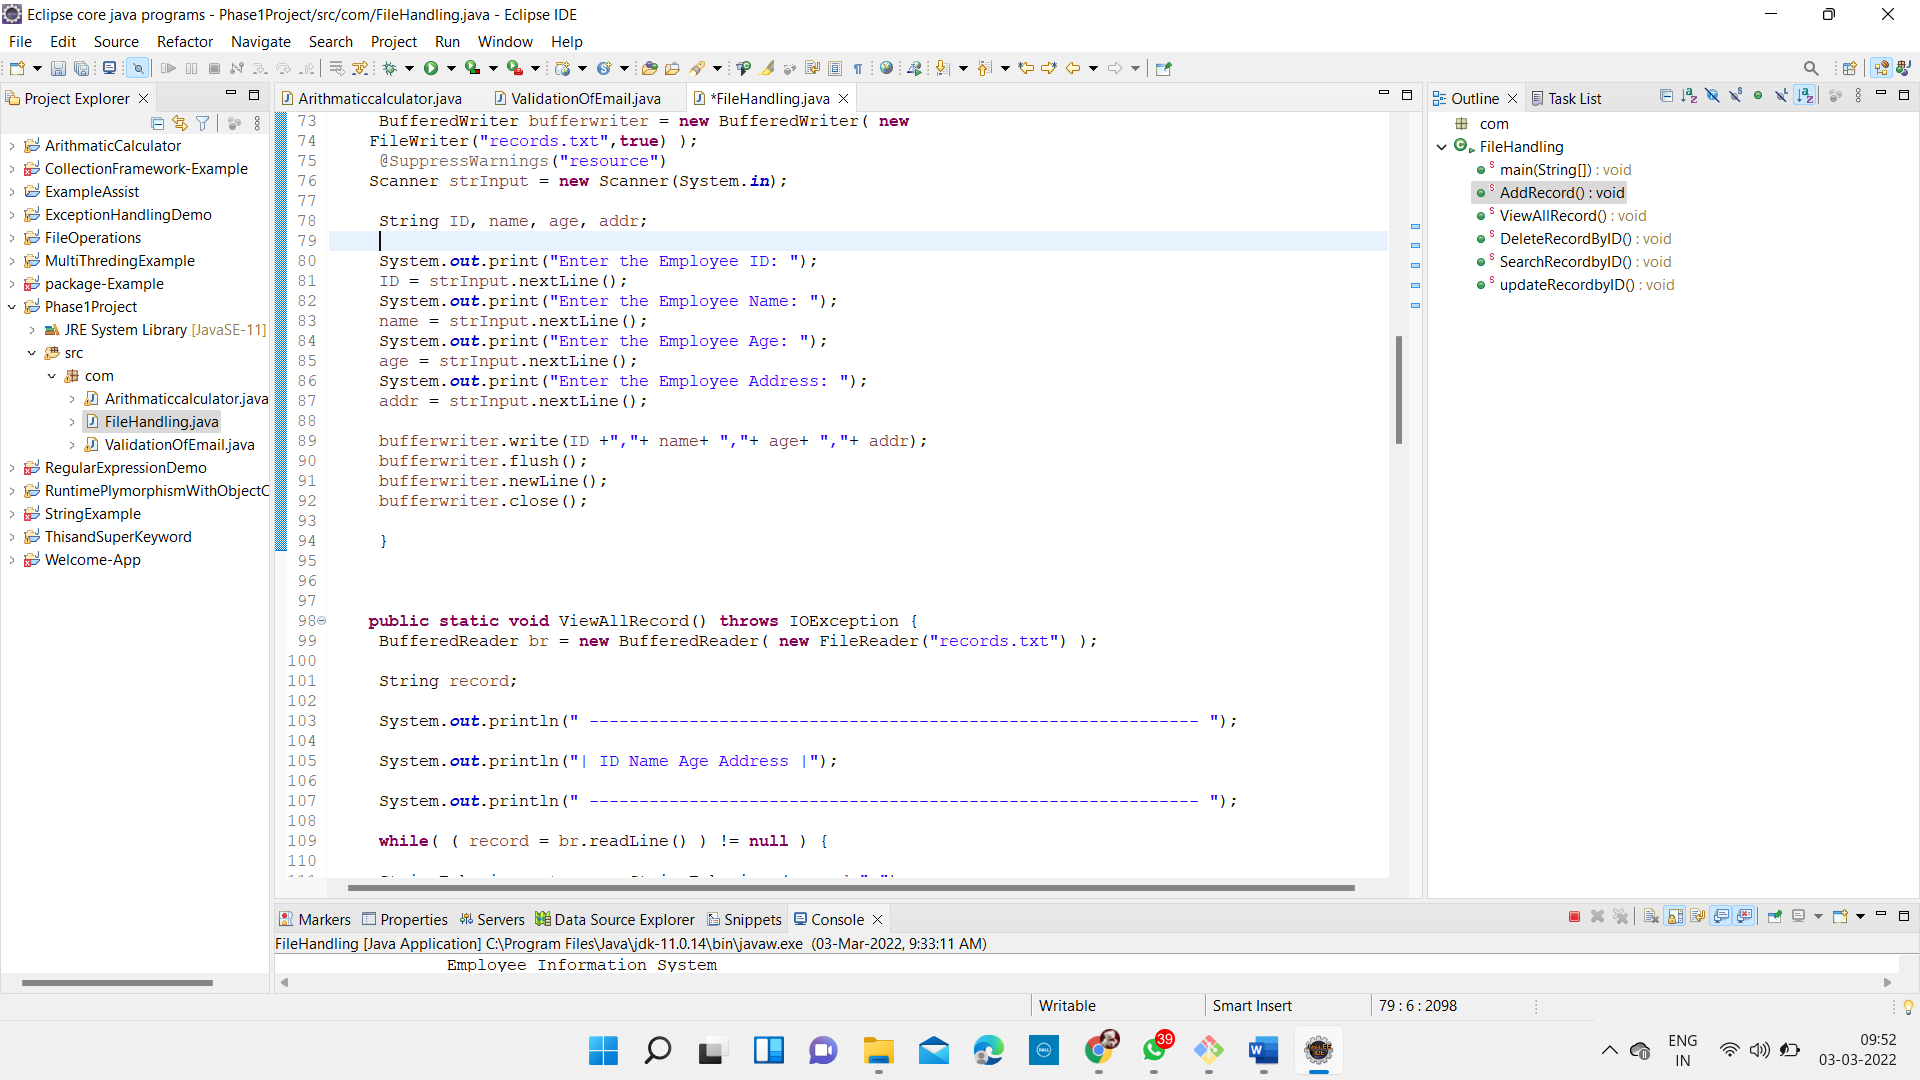 Eclipse core java programs - Phase1Project/src/com/FileHandling.java - Eclipse IDE
File Edit Source Refactor Navigate Search Project Run Window Help
Project Explorer
ArithmaticCalculator
CollectionFramework-Example
ExampleAssist
ExceptionHandlingDemo
FileOperations
MultiThredingExample
package-Example
Phase1Project
JRE System Library [JavaSE-11]
src
com
Arithmaticcalculator.java
FileHandling.java
ValidationOfEmail.java
RegularExpressionDemo
RuntimePlymorphismWithObjectC
StringExample
ThisandSuperKeyword
Welcome-App
Arithmaticcalculator.java ValidationOfEmail.java *FileHandling.java
73 BufferedWriter bufferwriter = new BufferedWriter( new
74 FileWriter("records.txt",true) );
75 @SuppressWarnings("resource")
76 Scanner strInput = new Scanner(System.in);
77
78 String ID, name, age, addr;
79
80 System.out.print("Enter the Employee ID: ");
81 ID = strInput.nextLine();
82 System.out.print("Enter the Employee Name: ");
83 name = strInput.nextLine();
84 System.out.print("Enter the Employee Age: ");
85 age = strInput.nextLine();
86 System.out.print("Enter the Employee Address: ");
87 addr = strInput.nextLine();
88
89 bufferwriter.write(ID +","+ name+ ","+ age+ ","+ addr);
90 bufferwriter.flush();
91 bufferwriter.newLine();
92 bufferwriter.close();
93
94 }
95
96
97
98 public static void ViewAllRecord() throws IOException {
99 BufferedReader br = new BufferedReader( new FileReader("records.txt") );
100
101 String record;
102
103 System.out.println(" ------------------------------------------------------------- ");
104
105 System.out.println("| ID Name Age Address |");
106
107 System.out.println(" ------------------------------------------------------------- ");
108
109 while( ( record = br.readLine() ) != null ) {
110
Outline Task List
com
FileHandling
main(String[]) : void
AddRecord() : void
ViewAllRecord() : void
DeleteRecordByID() : void
SearchRecordbyID() : void
updateRecordbyID() : void
Markers Properties Servers Data Source Explorer Snippets Console
FileHandling [Java Application] C:\Program Files\Java\jdk-11.0.14\bin\javaw.exe (03-Mar-2022, 9:33:11 AM)
Employee Information System
Writable Smart Insert 79 : 6 : 2098
39
ENG
IN
09:52
03-03-2022